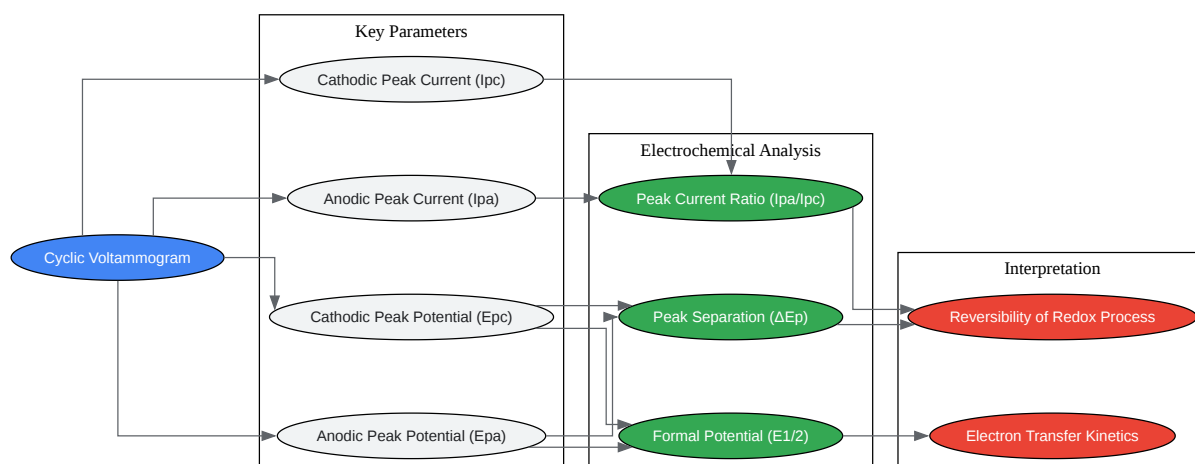 Key Parameters
Cathodic Peak Current (Ipc)
Anodic Peak Current (Ipa)
Cyclic Voltammogram
Cathodic Peak Potential (Epc)
Anodic Peak Potential (Epa)
Electrochemical Analysis
Peak Current Ratio (Ipa/Ipc)
Peak Separation (ΔEp)
Formal Potential (E1/2)
Interpretation
Reversibility of Redox Process
Electron Transfer Kinetics